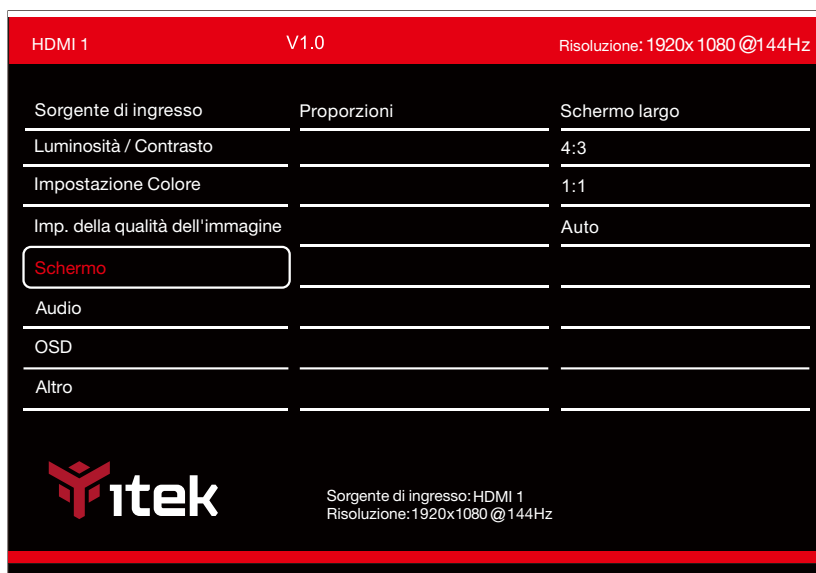 HDMI 1 V1.0 Risoluzione: 1920x 1080 @144Hz
Sorgente di ingresso Proporzioni Schermo largo
Luminosità / Contrasto 4:3
Impostazione Colore 1:1
Imp. della qualità dell'immagine Auto
Schermo
Audio
OSD
Altro
itek
Sorgente di ingresso: HDMI 1
Risoluzione:1920x1080 @144Hz